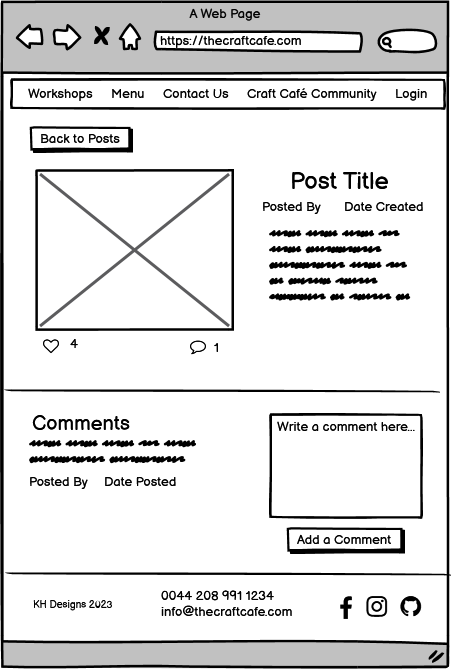 A Web Page
https://thecraftcafe.com
Workshops Menu Contact Us Craft Café Community Login
Back to Posts
Post Title
Posted By Date Created
4
1
Comments
Write a comment here...
Posted By Date Posted
Add a Comment
0044 208 991 1234
KH Designs 2023
info@thecraftcafe.com